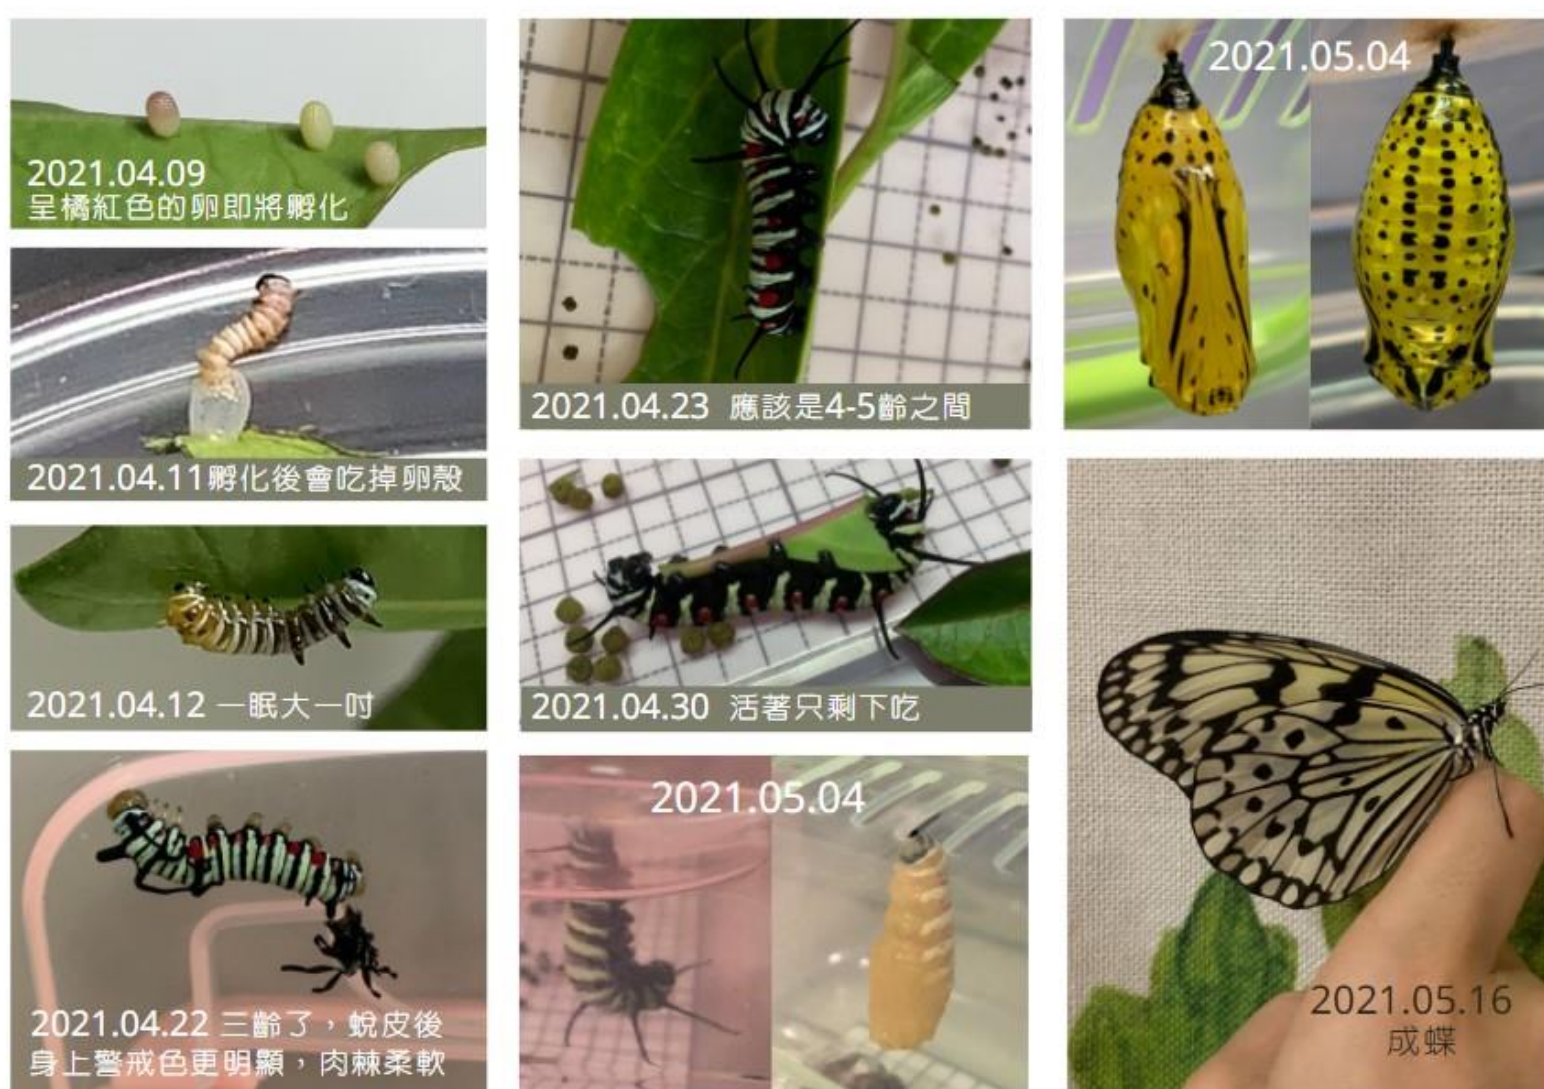 2021.04.09
呈橘紅色的卵即將孵化
2021.04.11孵化後會吃掉卵殼
2021.04.12 一眠大一吋
2021.04.22 三齡了，蛻皮後
身上警戒色更明顯，肉棘柔軟
2021.04.23 應該是4-5齡之間
2021.04.30 活著只剩下吃
2021.05.04
2021.05.04
2021.05.16
成蝶